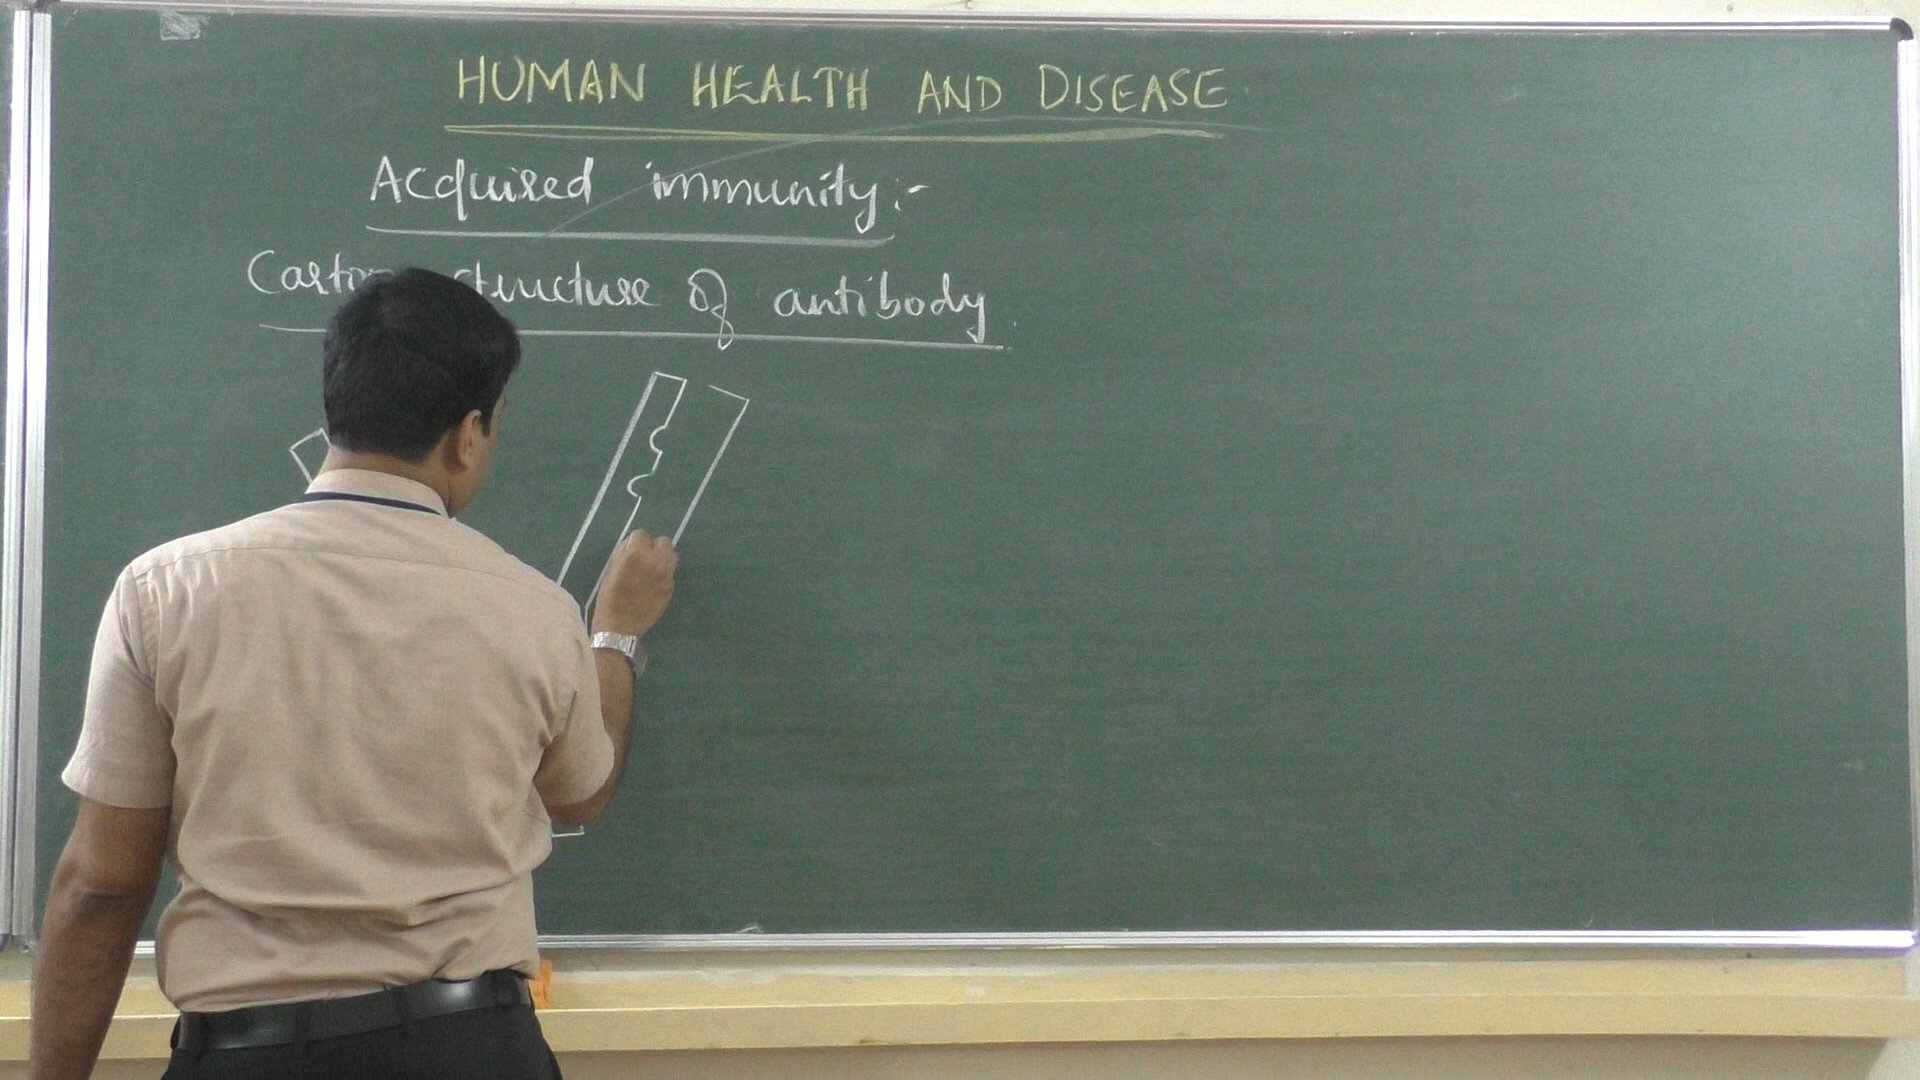 HUMAN HEALTH AND DISEASE
Acquired immunity:-
structure of antibody